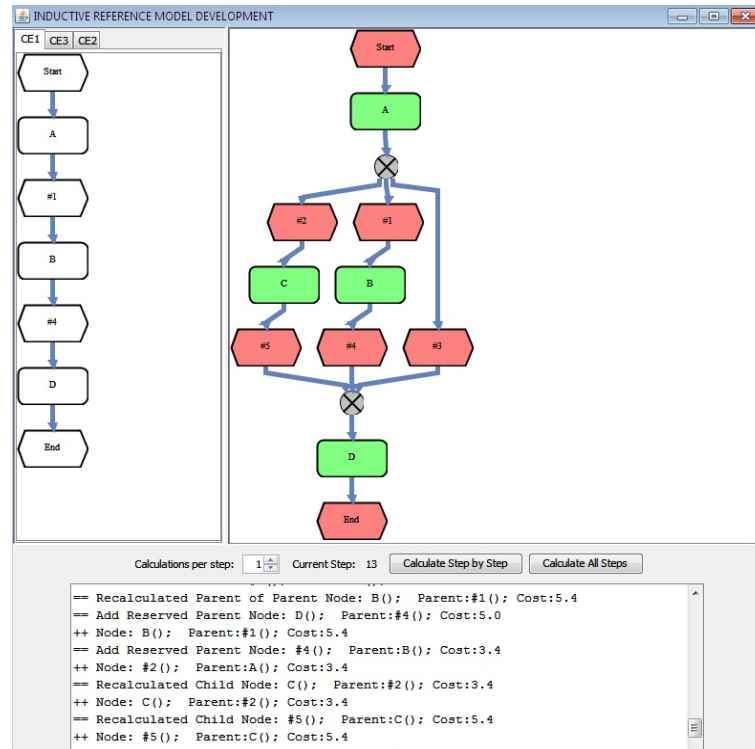 INDUCTIVE REFERENCE MODEL DEVELOPMENT
CE1 CE3 CE2
Start
A
#1
B
#4
D
End
Start
A
#2 #1
C B
#5 #4 #3
D
End
Calculations per step: 1 Current Step: 13 Calculate Step by Step Calculate All Steps
== Recalculated Parent of Parent Node: B(); Parent:#1(); Cost:5.4
== Add Reserved Parent Node: D(); Parent:#4(); Cost:5.0
++ Node: B(); Parent:#1(); Cost:5.4
== Add Reserved Parent Node: #4(); Parent:B(); Cost:3.4
++ Node: #2(); Parent:A(); Cost:3.4
== Recalculated Child Node: C(); Parent:#2(); Cost:3.4
++ Node: C(); Parent:#2(); Cost:3.4
== Recalculated Child Node: #5(); Parent:C(); Cost:5.4
++ Node: #5(); Parent:C(); Cost:5.4